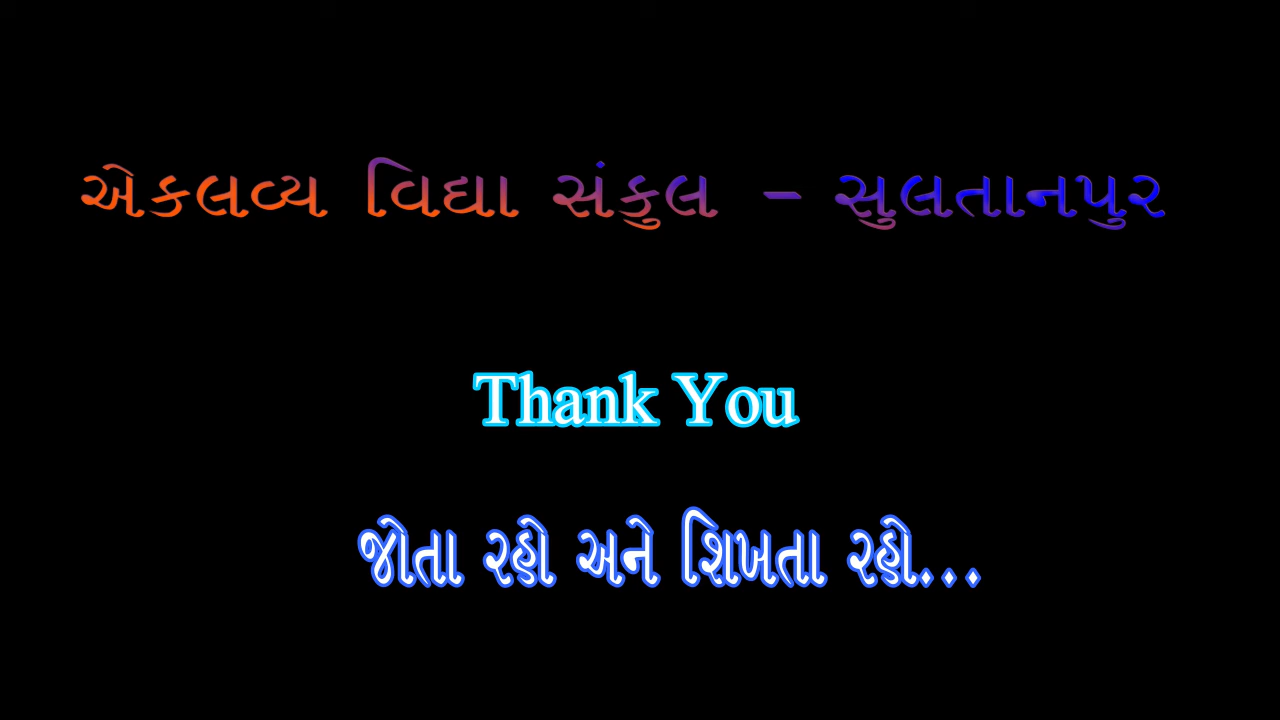 એકલવ્ય વિદ્યા સંકુલ - સુલતાનપુર
Thank You
જોતા રહો અને શિખતા રહો...